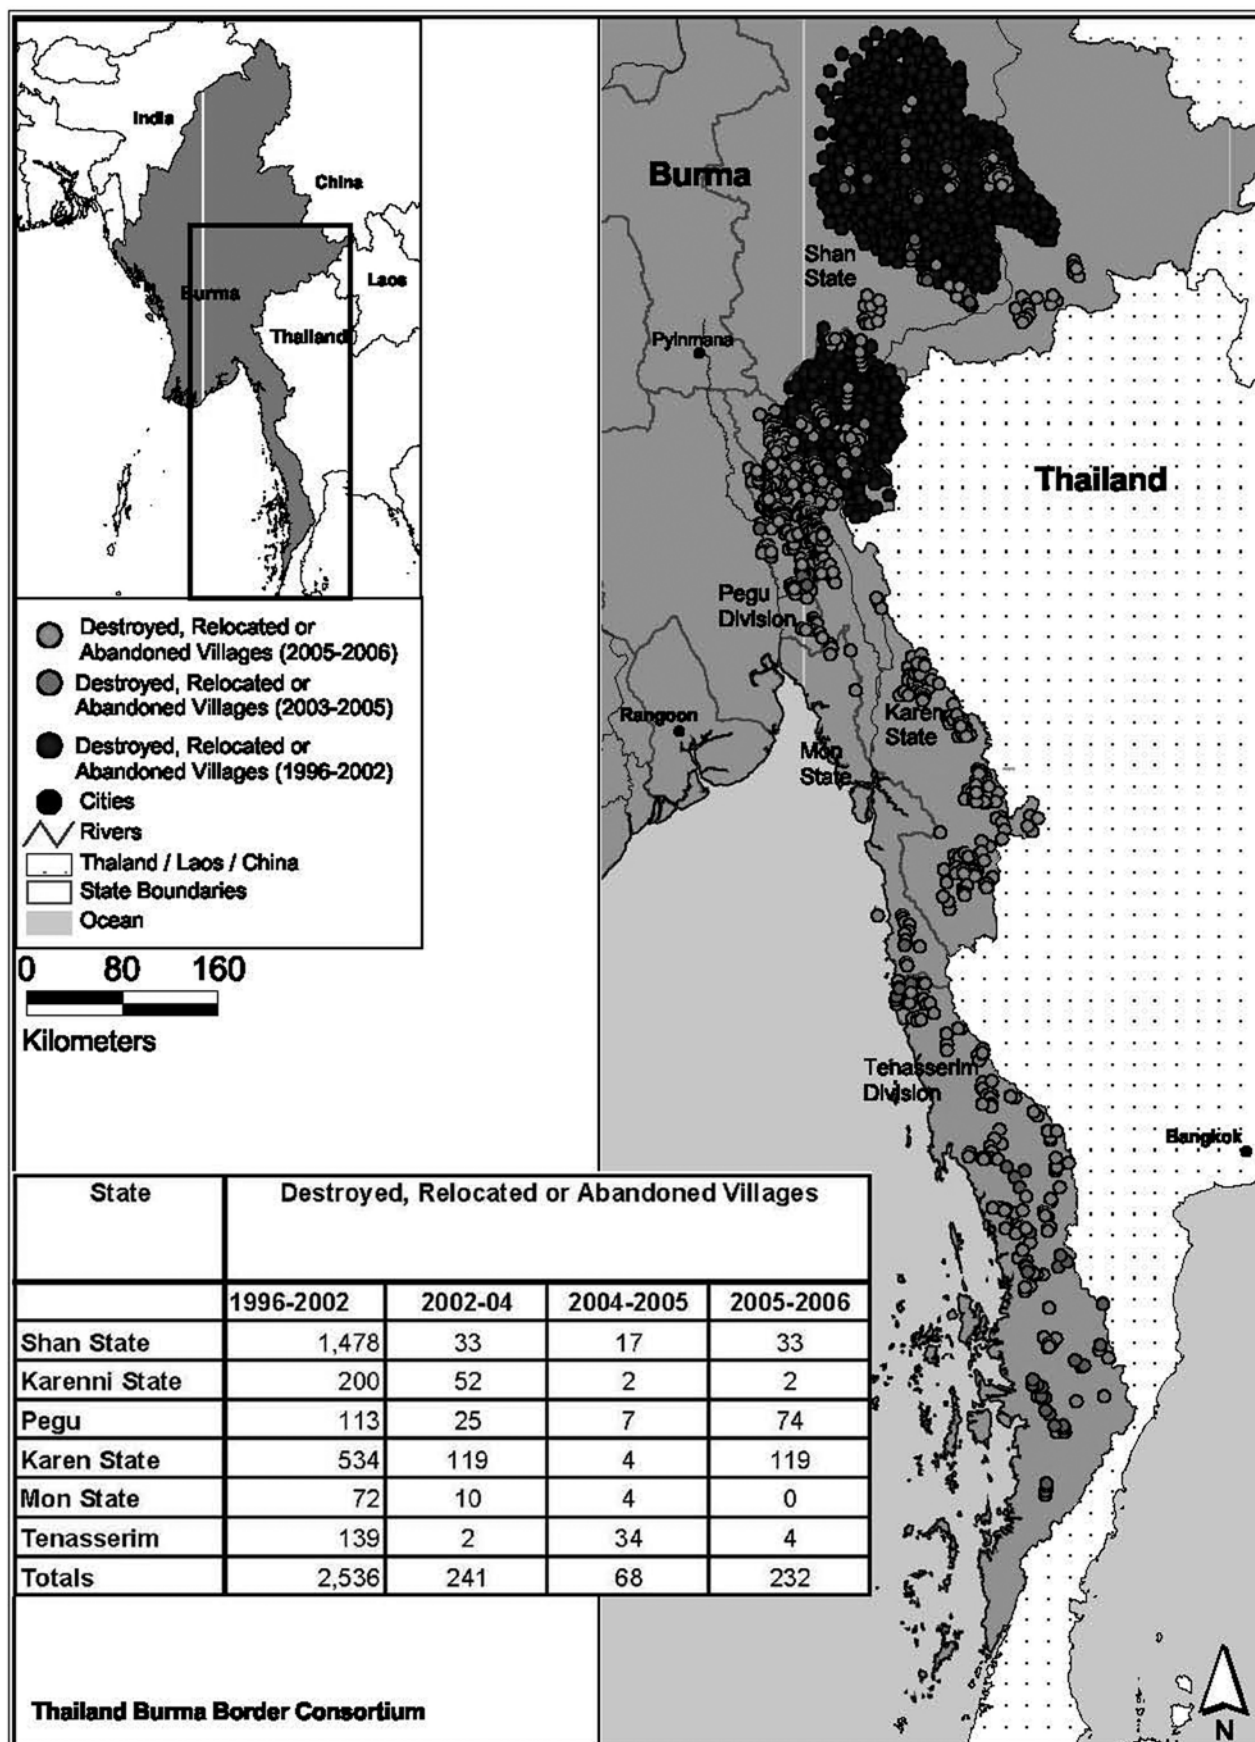 India
China
Burma
Laos
Thailand
Destroyed, Relocated or
Abandoned Villages (2005-2006)
Destroyed, Relocated or
Abandoned Villages (2003-2005)
Destroyed, Relocated or
Abandoned Villages (1996-2002)
Cities
Rivers
Thaland / Laos / China
State Boundaries
Ocean
0 80 160
Kilometers
Burma
Shan
State
Pyinmana
Thailand
Pegu
Division
Karen
State
Rangoon
Mon
State
Tenasserim
Division
Bangkok
State Destroyed, Relocated or Abandoned Villages
1996-2002 2002-04 2004-2005 2005-2006
Shan State 1,478 33 17 33
Karenni State 200 52 2 2
Pegu 113 25 7 74
Karen State 534 119 4 119
Mon State 72 10 4 0
Tenasserim 139 2 34 4
Totals 2,536 241 68 232
Thailand Burma Border Consortium
N